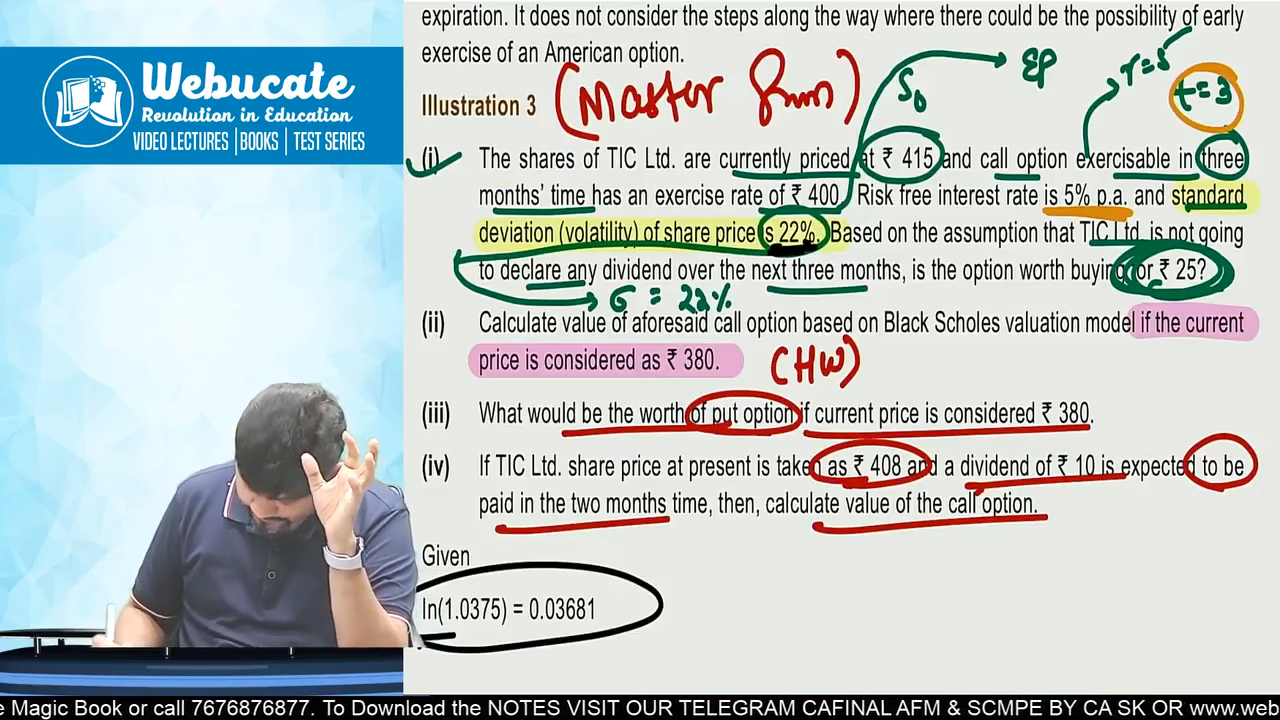 expiration. It does not consider the steps along the way where there could be the possibility of early
exercise of an American option.
Webucate
Revolution in Education
VIDEO LECTURES | BOOKS | TEST SERIES
Illustration 3
(Master Sum)
S0
EP
r=5
t=3
(i) The shares of TIC Ltd. are currently priced at ₹ 415 and call option exercisable in three
months' time has an exercise rate of ₹ 400. Risk free interest rate is 5% p.a. and standard
deviation (volatility) of share price is 22%. Based on the assumption that TIC Ltd. is not going
to declare any dividend over the next three months, is the option worth buying for ₹ 25?
σ = 22%
(ii) Calculate value of aforesaid call option based on Black Scholes valuation model if the current
price is considered as ₹ 380.
(HW)
(iii) What would be the worth of put option if current price is considered ₹ 380.
(iv) If TIC Ltd. share price at present is taken as ₹ 408 and a dividend of ₹ 10 is expected to be
paid in the two months time, then, calculate value of the call option.
Given
ln(1.0375) = 0.03681
e Magic Book or call 7676876877. To Download the NOTES VISIT OUR TELEGRAM CAFINAL AFM & SCMPE BY CA SK OR www.web